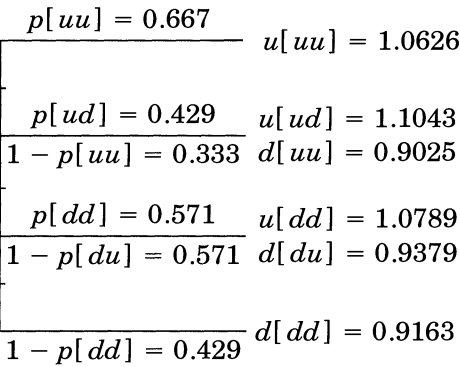 p[uu] = 0.667
u[uu] = 1.0626
p[ud] = 0.429
u[ud] = 1.1043
1 − p[uu] = 0.333
d[uu] = 0.9025
p[dd] = 0.571
u[dd] = 1.0789
1 − p[du] = 0.571
d[du] = 0.9379
d[dd] = 0.9163
1 − p[dd] = 0.429